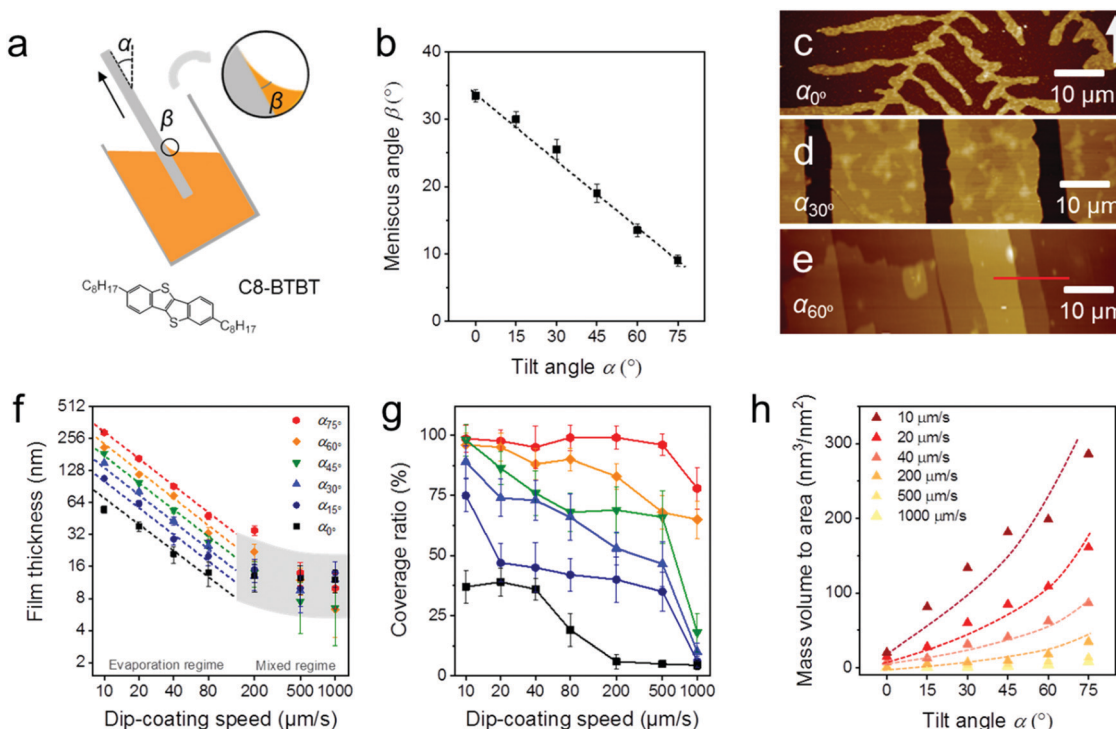 a
α
β
β
C8-BTBT
C₈H₁₇
S
S
C₈H₁₇
b
Meniscus angle β (°)
40
30
20
10
0
0 15 30 45 60 75
Tilt angle α (°)
c
α0°
10 μm
d
α30°
10 μm
e
α60°
10 μm
f
Film thickness (nm)
512
256
128
64
32
16
8
4
2
α75°
α60°
α45°
α30°
α15°
α0°
Evaporation regime Mixed regime
10 20 40 80 200 500 1000
Dip-coating speed (μm/s)
g
Coverage ratio (%)
100
75
50
25
0
10 20 40 80 200 500 1000
Dip-coating speed (μm/s)
h
Mass volume to area (nm³/nm²)
300
200
100
0
10 μm/s
20 μm/s
40 μm/s
200 μm/s
500 μm/s
1000 μm/s
0 15 30 45 60 75
Tilt angle α (°)